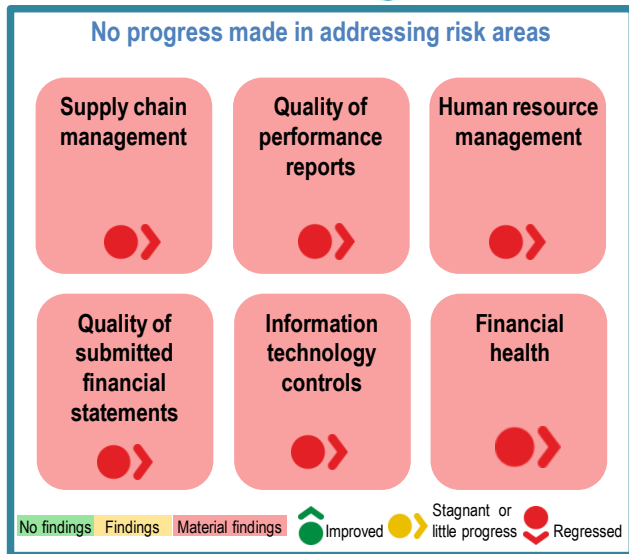 No progress made in addressing risk areas
Supply chain
management
Quality of
performance
reports
Human resource
management
Quality of
submitted
financial
statements
Information
technology
controls
Financial
health
No findings
Findings
Material findings
Improved
Stagnant or
little progress
Regressed